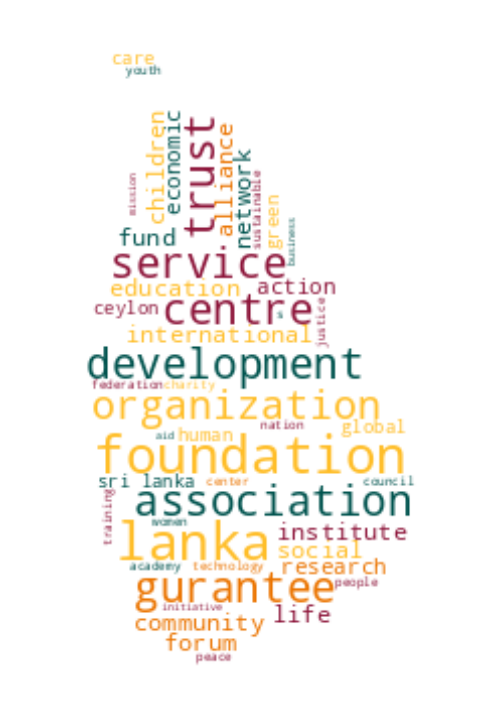 care
youth
children
economic
trust
alliance
network
mission
sustainable
green
business
fund
service
education
action
ceylon
centre
s
justice
international
development
federation
charity
organization
nation
global
aid
human
foundation
sri lanka
center
council
association
training
women
lanka
institute
social
academy
technology
research
gurantee
people
initiative
life
community
forum
peace